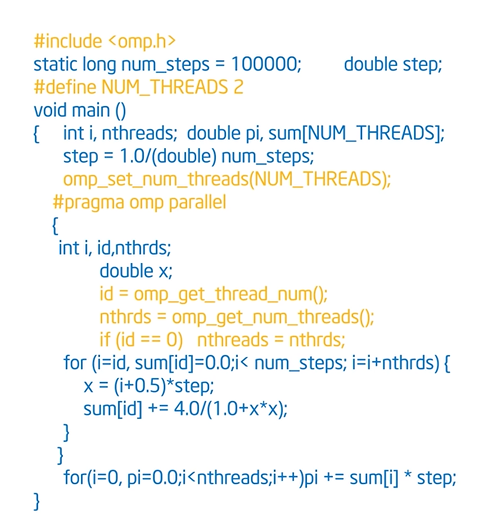 #include <omp.h>
static long num_steps = 100000; double step;
#define NUM_THREADS 2
void main ()
{ int i, nthreads; double pi, sum[NUM_THREADS];
step = 1.0/(double) num_steps;
omp_set_num_threads(NUM_THREADS);
#pragma omp parallel
{
int i, id,nthrds;
double x;
id = omp_get_thread_num();
nthrds = omp_get_num_threads();
if (id == 0) nthreads = nthrds;
for (i=id, sum[id]=0.0;i< num_steps; i=i+nthrds) {
x = (i+0.5)*step;
sum[id] += 4.0/(1.0+x*x);
}
}
for(i=0, pi=0.0;i<nthreads;i++)pi += sum[i] * step;
}